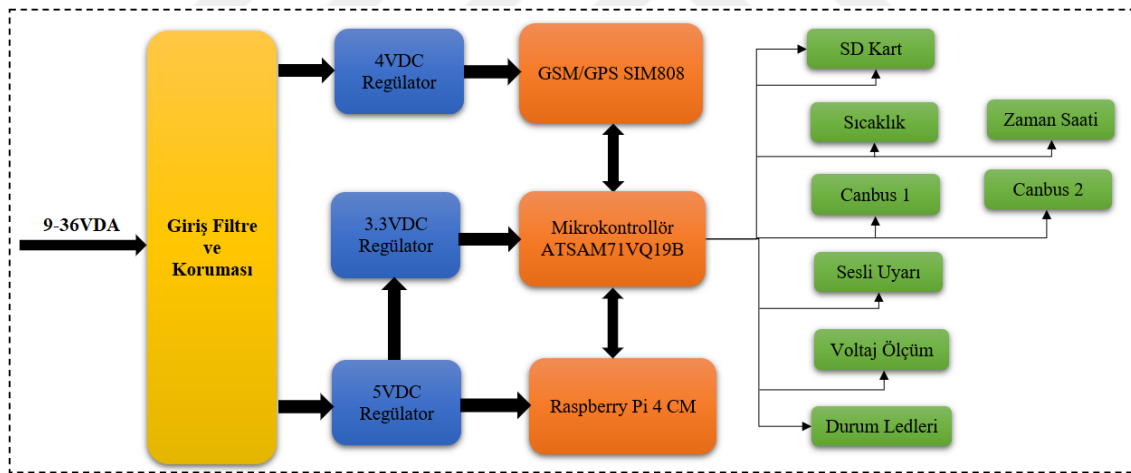 9-36VDA
Giriş Filtre
ve
Koruması
4VDC
Regülator
3.3VDC
Regülator
5VDC
Regülator
GSM/GPS SIM808
Mikrokontrollör
ATSAM71VQ19B
Raspberry Pi 4 CM
SD Kart
Sıcaklık
Zaman Saati
Canbus 1
Canbus 2
Sesli Uyarı
Voltaj Ölçüm
Durum Ledleri